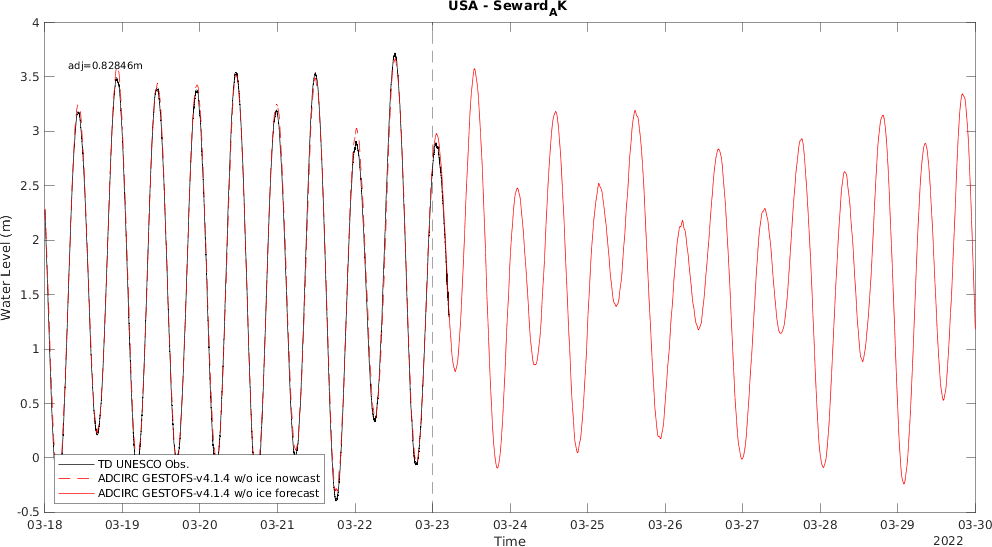 USA - Seward_AK
adj=0.82846m
4
3.5
3
2.5
2
1.5
1
0.5
0
-0.5
Water Level (m)
TD UNESCO Obs.
ADCIRC GESTOFS-v4.1.4 w/o ice nowcast
ADCIRC GESTOFS-v4.1.4 w/o ice forecast
03-18 03-19 03-20 03-21 03-22 03-23 03-24 03-25 03-26 03-27 03-28 03-29 03-30
Time
2022